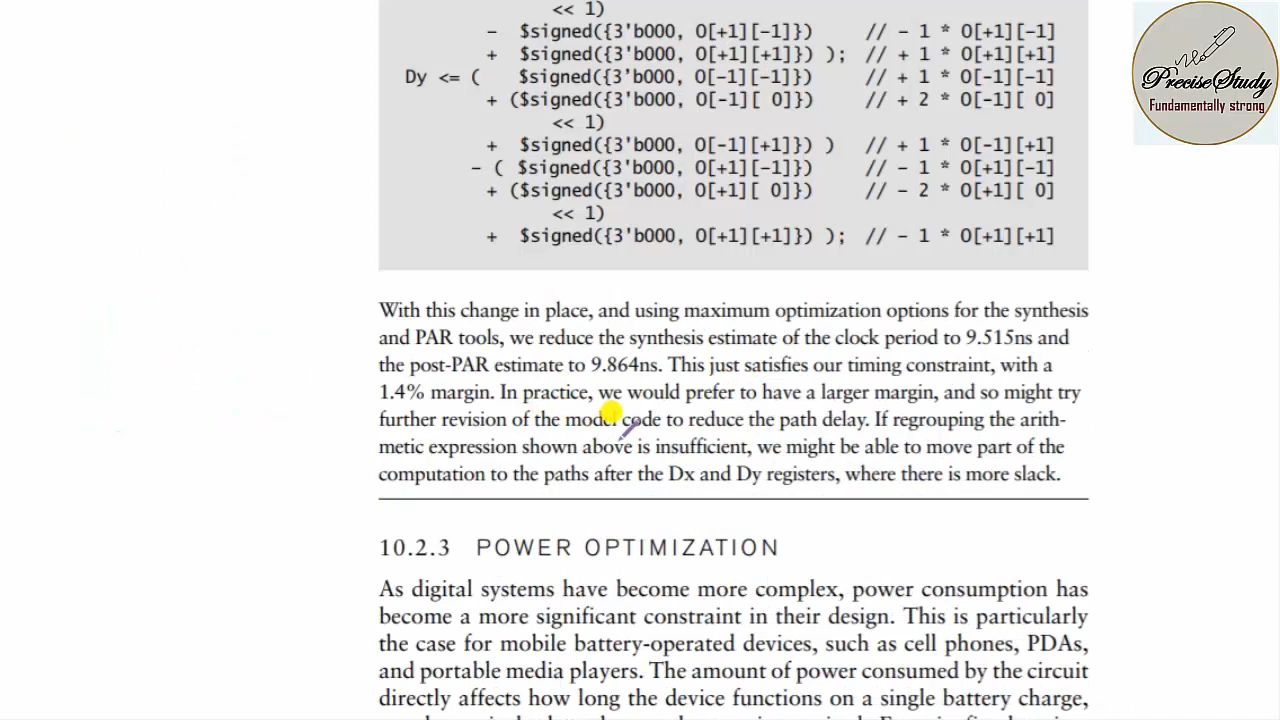 << 1)
- $signed({3'b000, O[+1][-1]}) // - 1 * O[+1][-1]
+ $signed({3'b000, O[+1][+1]}) ); // + 1 * O[+1][+1]
Dy <= ( $signed({3'b000, O[-1][-1]}) // + 1 * O[-1][-1]
+ ($signed({3'b000, O[-1][ 0]}) // + 2 * O[-1][ 0]
<< 1)
+ $signed({3'b000, O[-1][+1]}) ) // + 1 * O[-1][+1]
- ( $signed({3'b000, O[+1][-1]}) // - 1 * O[+1][-1]
+ ($signed({3'b000, O[+1][ 0]}) // - 2 * O[+1][ 0]
<< 1)
+ $signed({3'b000, O[+1][+1]}) ); // - 1 * O[+1][+1]
PreciseStudy
Fundamentally strong
With this change in place, and using maximum optimization options for the synthesis
and PAR tools, we reduce the synthesis estimate of the clock period to 9.515ns and
the post-PAR estimate to 9.864ns. This just satisfies our timing constraint, with a
1.4% margin. In practice, we would prefer to have a larger margin, and so might try
further revision of the model code to reduce the path delay. If regrouping the arith-
metic expression shown above is insufficient, we might be able to move part of the
computation to the paths after the Dx and Dy registers, where there is more slack.
10.2.3 POWER OPTIMIZATION
As digital systems have become more complex, power consumption has
become a more significant constraint in their design. This is particularly
the case for mobile battery-operated devices, such as cell phones, PDAs,
and portable media players. The amount of power consumed by the circuit
directly affects how long the device functions on a single battery charge,